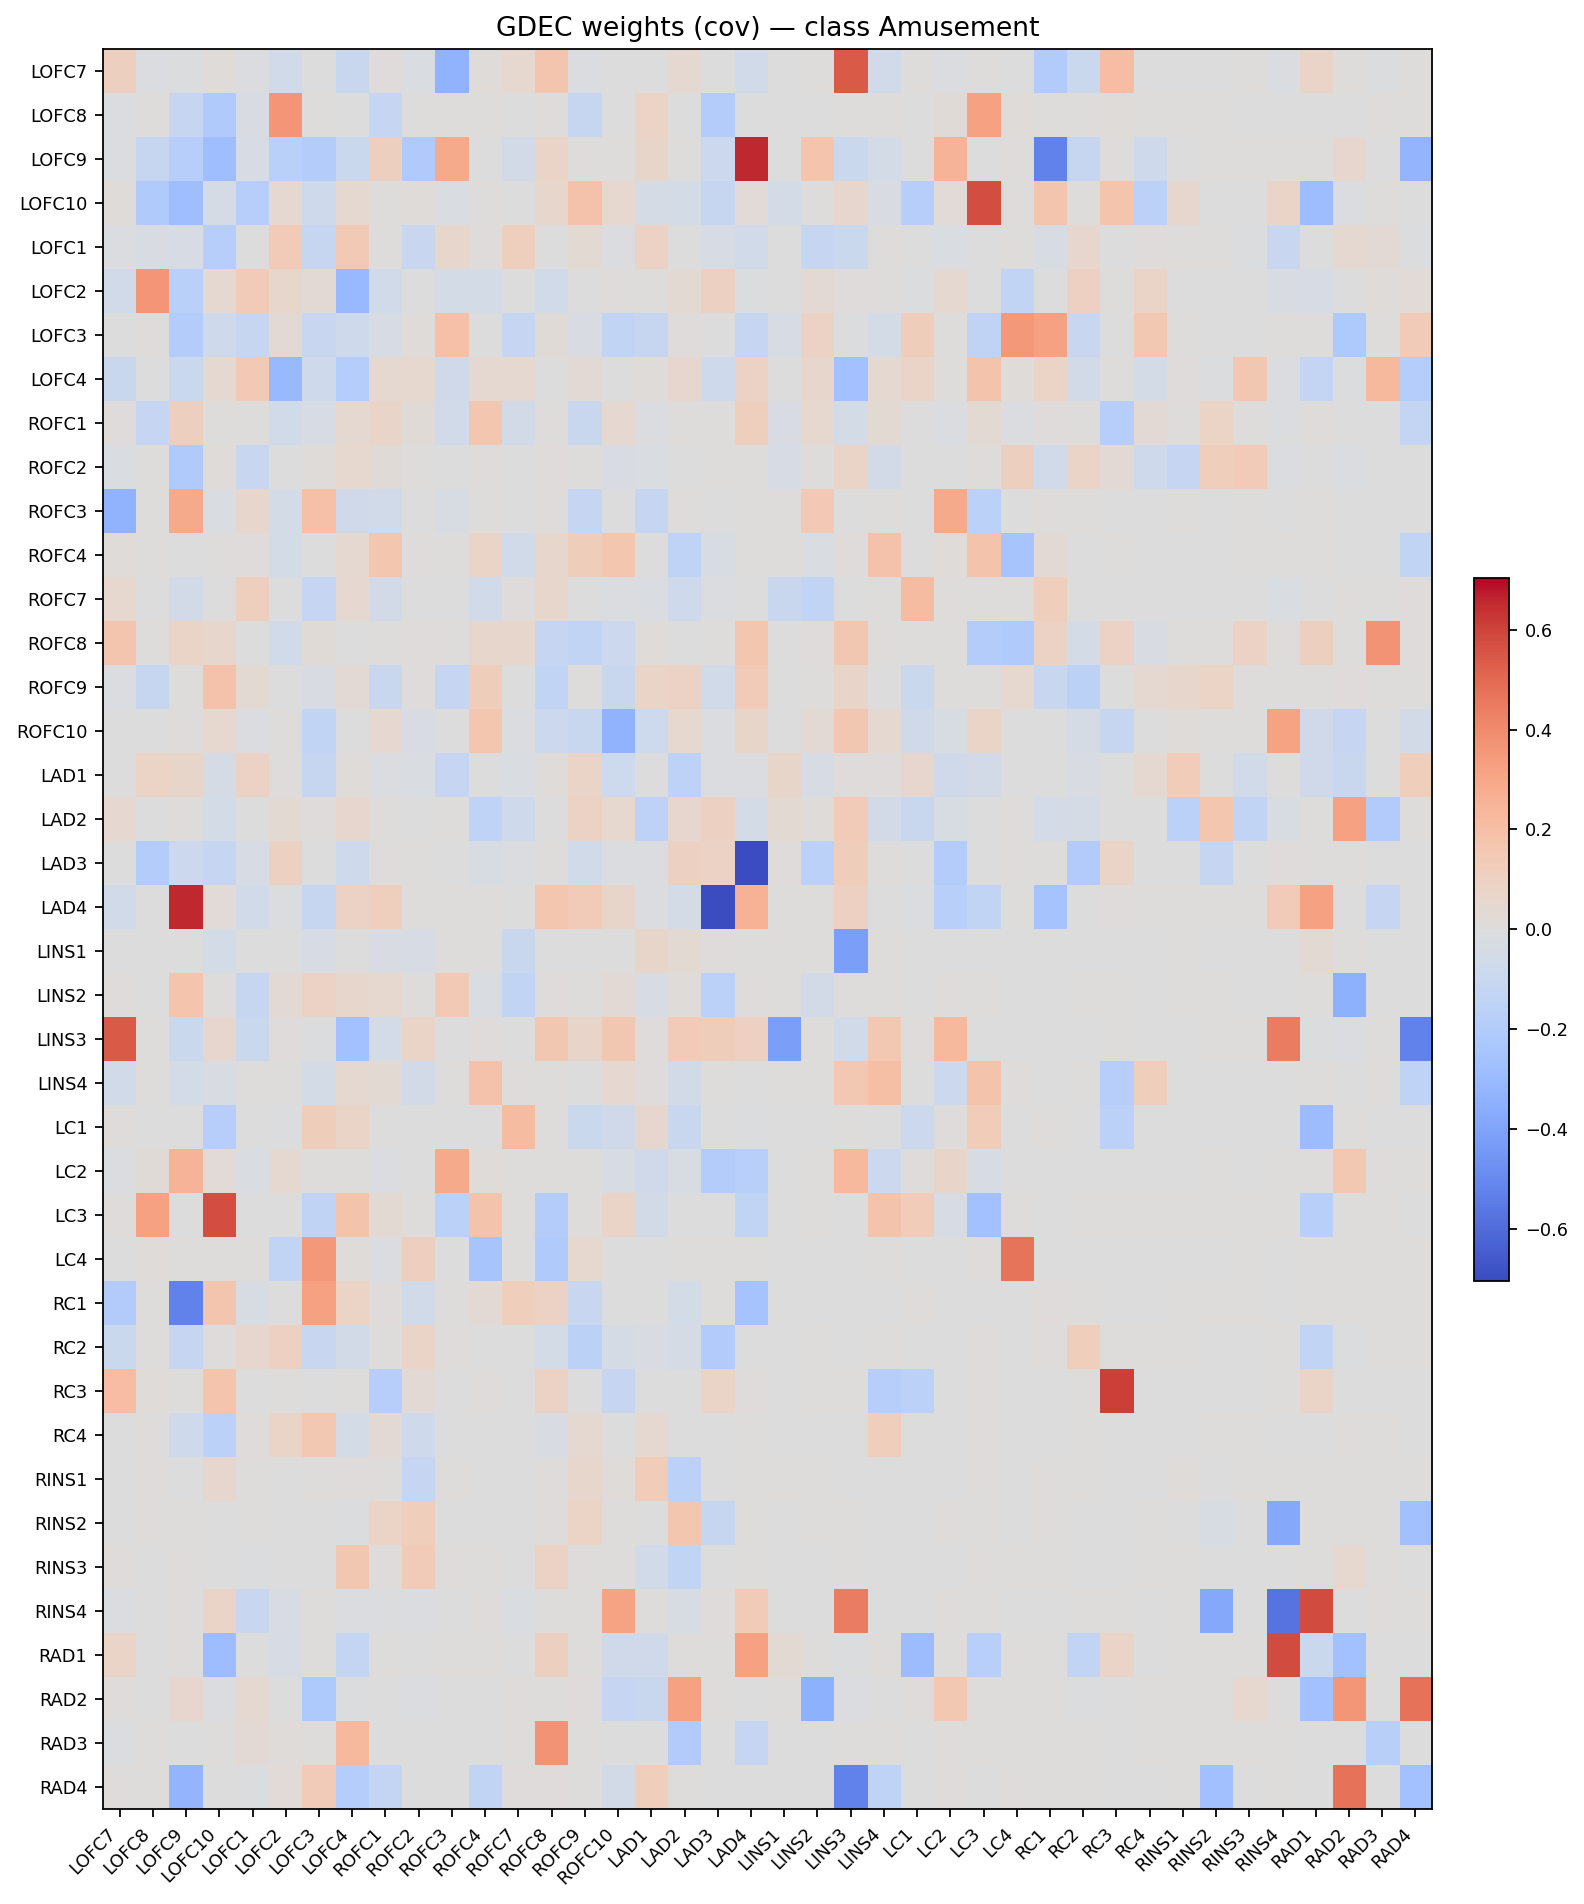 GDEC weights (cov) — class Amusement
LOFC7
LOFC8
LOFC9
LOFC10
LOFC1
LOFC2
LOFC3
LOFC4
ROFC1
ROFC2
ROFC3
ROFC4
ROFC7
ROFC8
ROFC9
ROFC10
LAD1
LAD2
LAD3
LAD4
LINS1
LINS2
LINS3
LINS4
LC1
LC2
LC3
LC4
RC1
RC2
RC3
RC4
RINS1
RINS2
RINS3
RINS4
RAD1
RAD2
RAD3
RAD4
LOFC7
LOFC8
LOFC9
LOFC10
LOFC1
LOFC2
LOFC3
LOFC4
ROFC1
ROFC2
ROFC3
ROFC4
ROFC7
ROFC8
ROFC9
ROFC10
LAD1
LAD2
LAD3
LAD4
LINS1
LINS2
LINS3
LINS4
LC1
LC2
LC3
LC4
RC1
RC2
RC3
RC4
RINS1
RINS2
RINS3
RINS4
RAD1
RAD2
RAD3
RAD4
0.6
0.4
0.2
0.0
−0.2
−0.4
−0.6